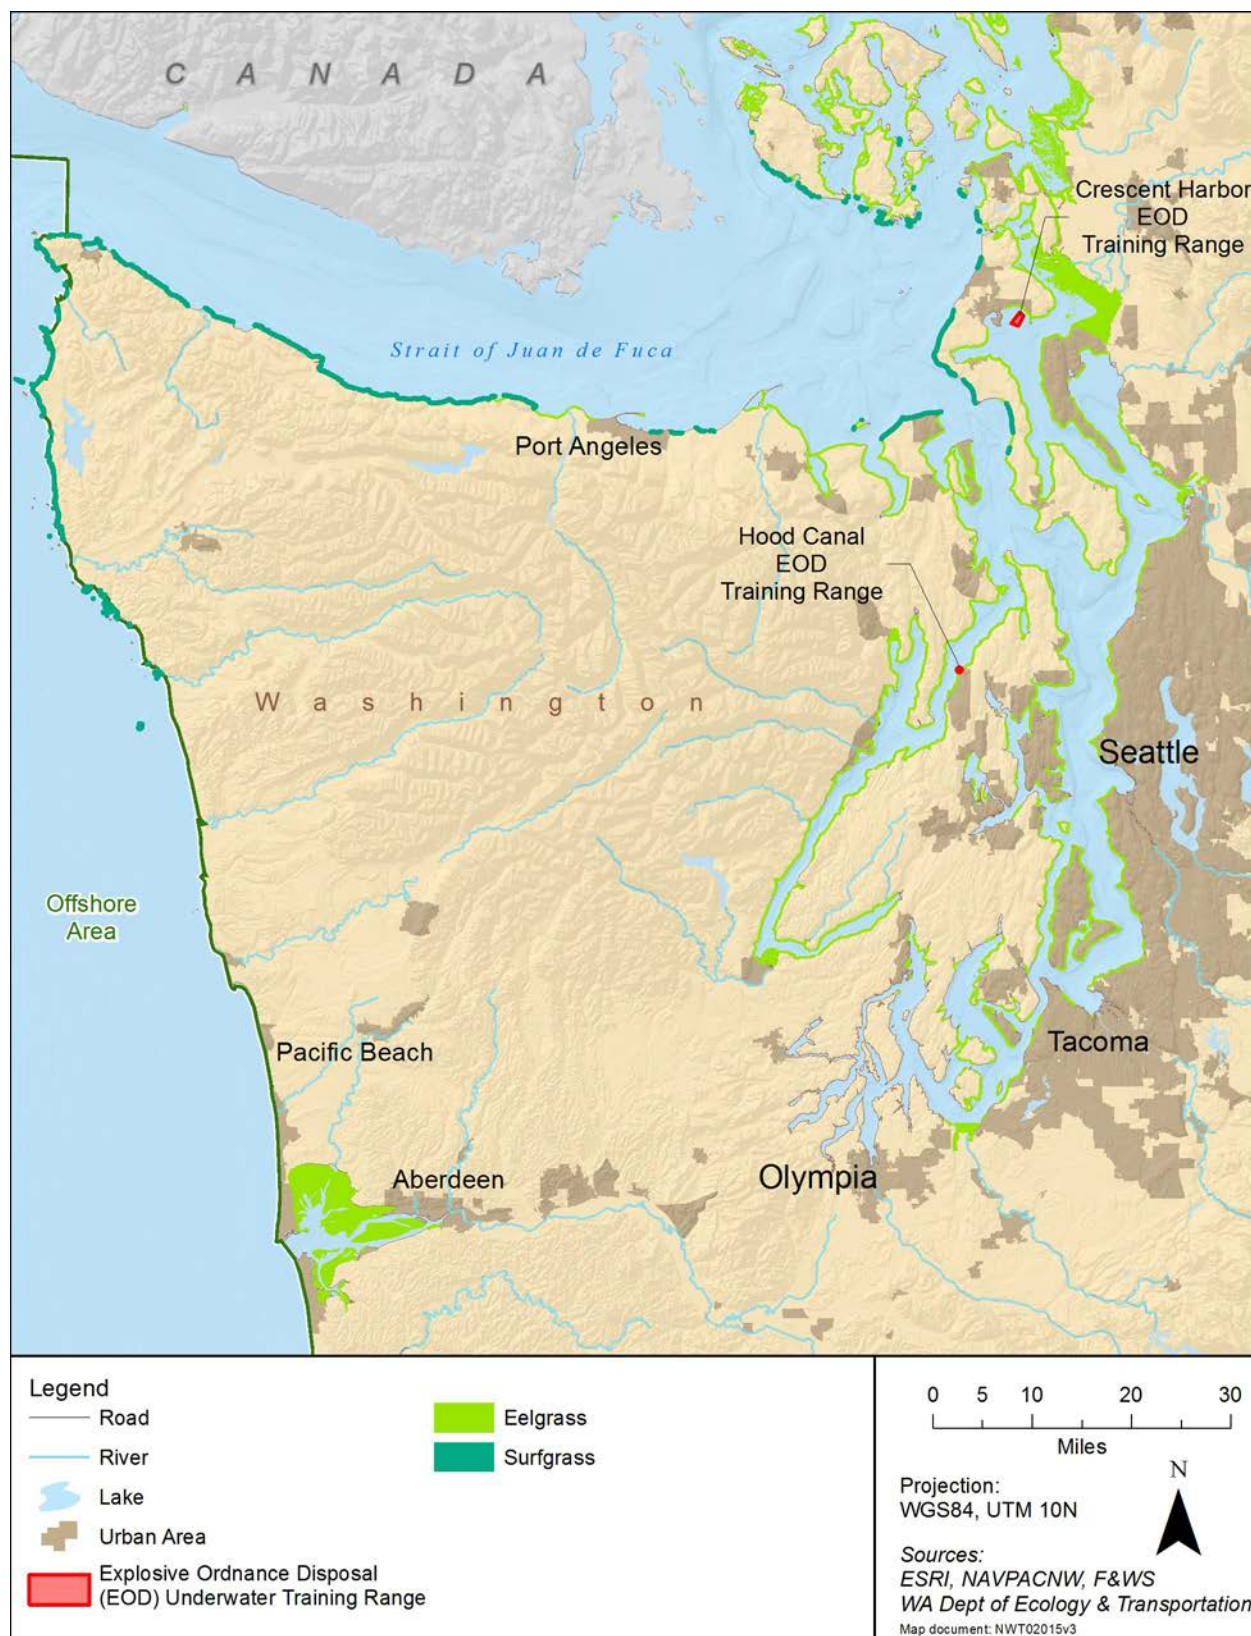 C A N A D A
Crescent Harbor
EOD
Training Range
Strait of Juan de Fuca
Port Angeles
Hood Canal
EOD
Training Range
Washington
Seattle
Offshore
Area
Pacific Beach
Tacoma
Aberdeen
Olympia
Legend
Road
River
Lake
Urban Area
Explosive Ordnance Disposal
(EOD) Underwater Training Range
Eelgrass
Surfgrass
0 5 10 20 30
Miles
N
Projection:
WGS84, UTM 10N
Sources:
ESRI, NAVPACNW, F&WS
WA Dept of Ecology & Transportation
Map document: NWT02015v3